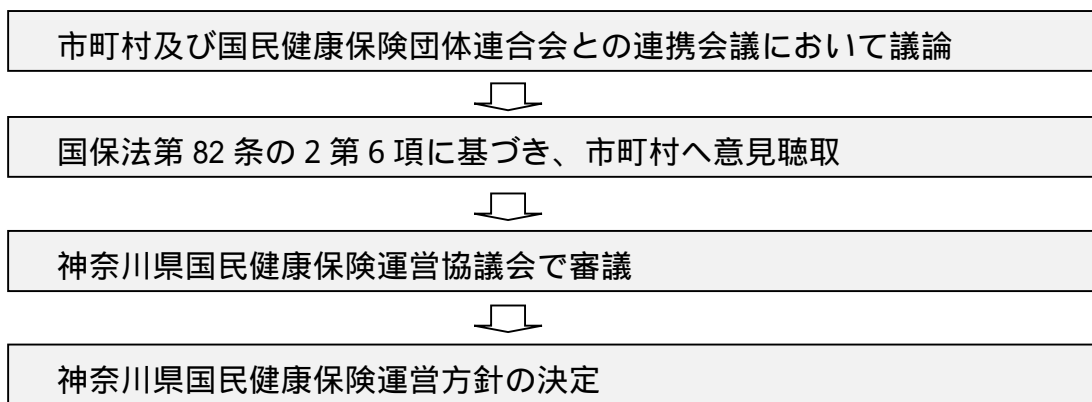 市町村及び国民健康保険団体連合会との連携会議において議論
国保法第 82 条の 2 第 6 項に基づき、市町村へ意見聴取
神奈川県国民健康保険運営協議会で審議
神奈川県国民健康保険運営方針の決定